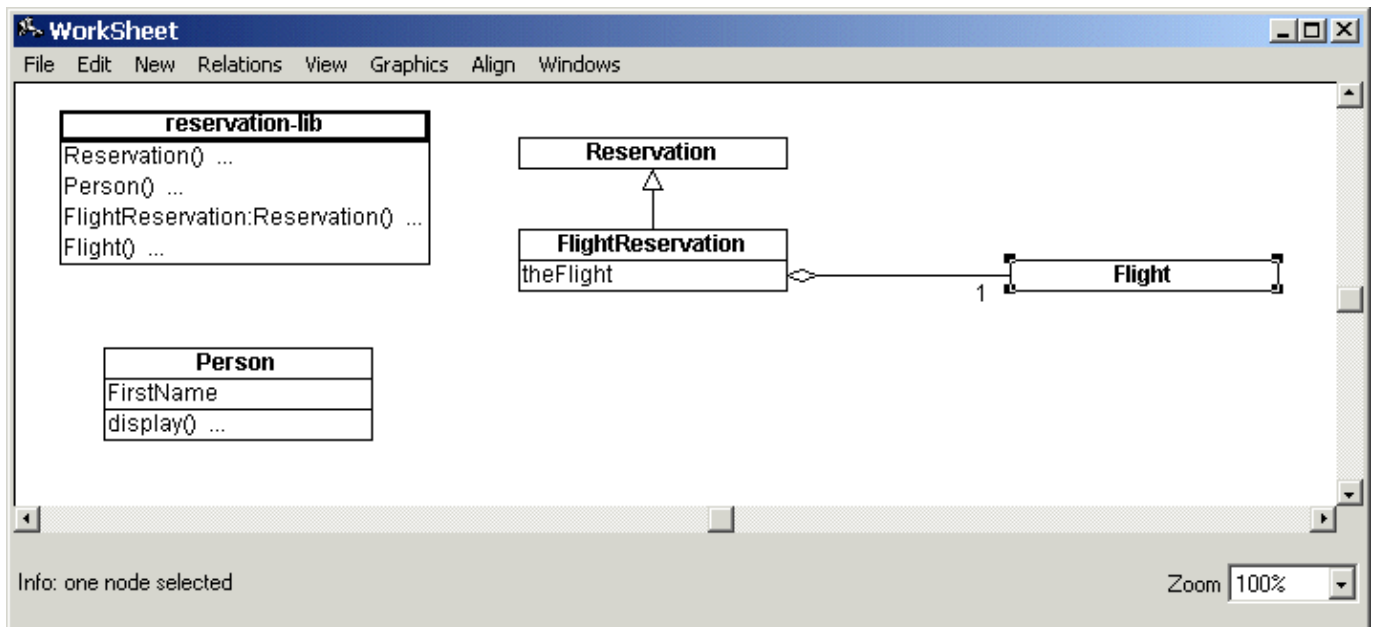 WorkSheet
File Edit New Relations View Graphics Align Windows
reservation-lib
Reservation() ...
Person() ...
FlightReservation:Reservation() ...
Flight() ...
Reservation
FlightReservation
theFlight
1
Flight
Person
FirstName
display() ...
Info: one node selected
Zoom 100%